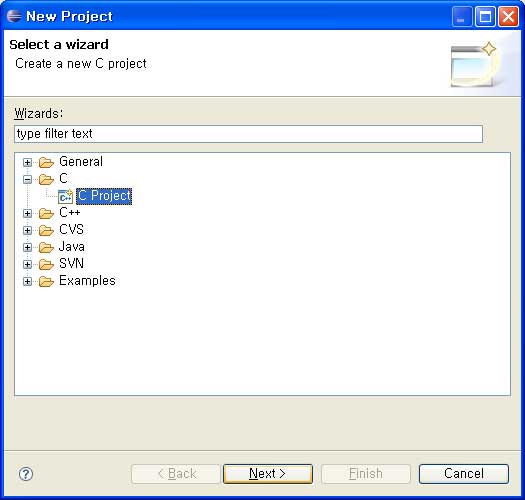 New Project
Select a wizard
Create a new C project
Wizards:
type filter text
General
C
C Project
C++
CVS
Java
SVN
Examples
< Back Next > Finish Cancel